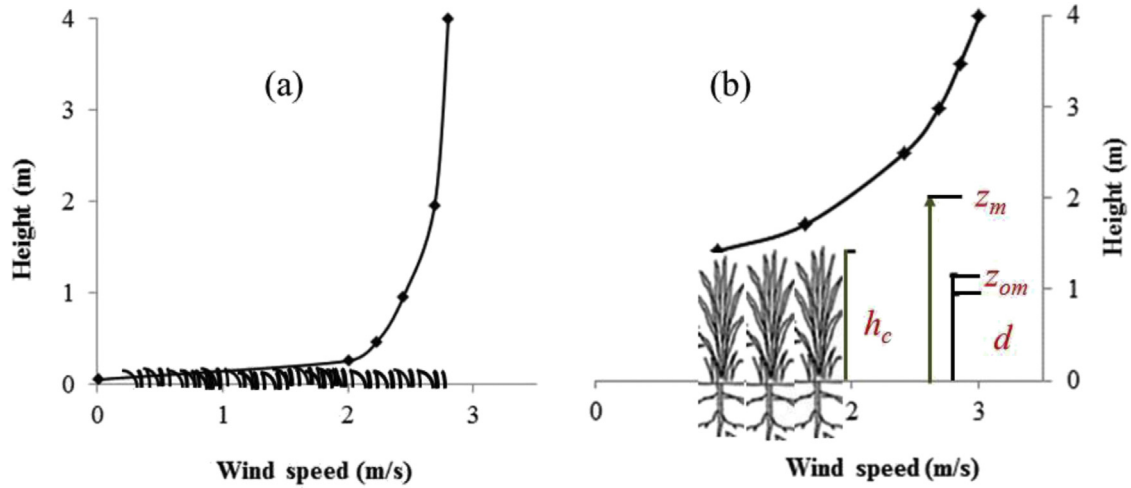 4
(a)
3
2
1
0
Height (m)
0 1 2 3
Wind speed (m/s)
(b)
4
3
2
1
0
Height (m)
z_m
z_om
h_c
d
0 2 3
Wind speed (m/s)